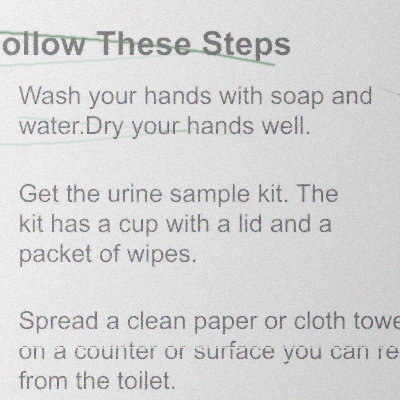 ollow These Steps
Wash your hands with soap and
water.Dry your hands well.
Get the urine sample kit. The
kit has a cup with a lid and a
packet of wipes.
Spread a clean paper or cloth towe
on a counter or surface you can re
from the toilet.